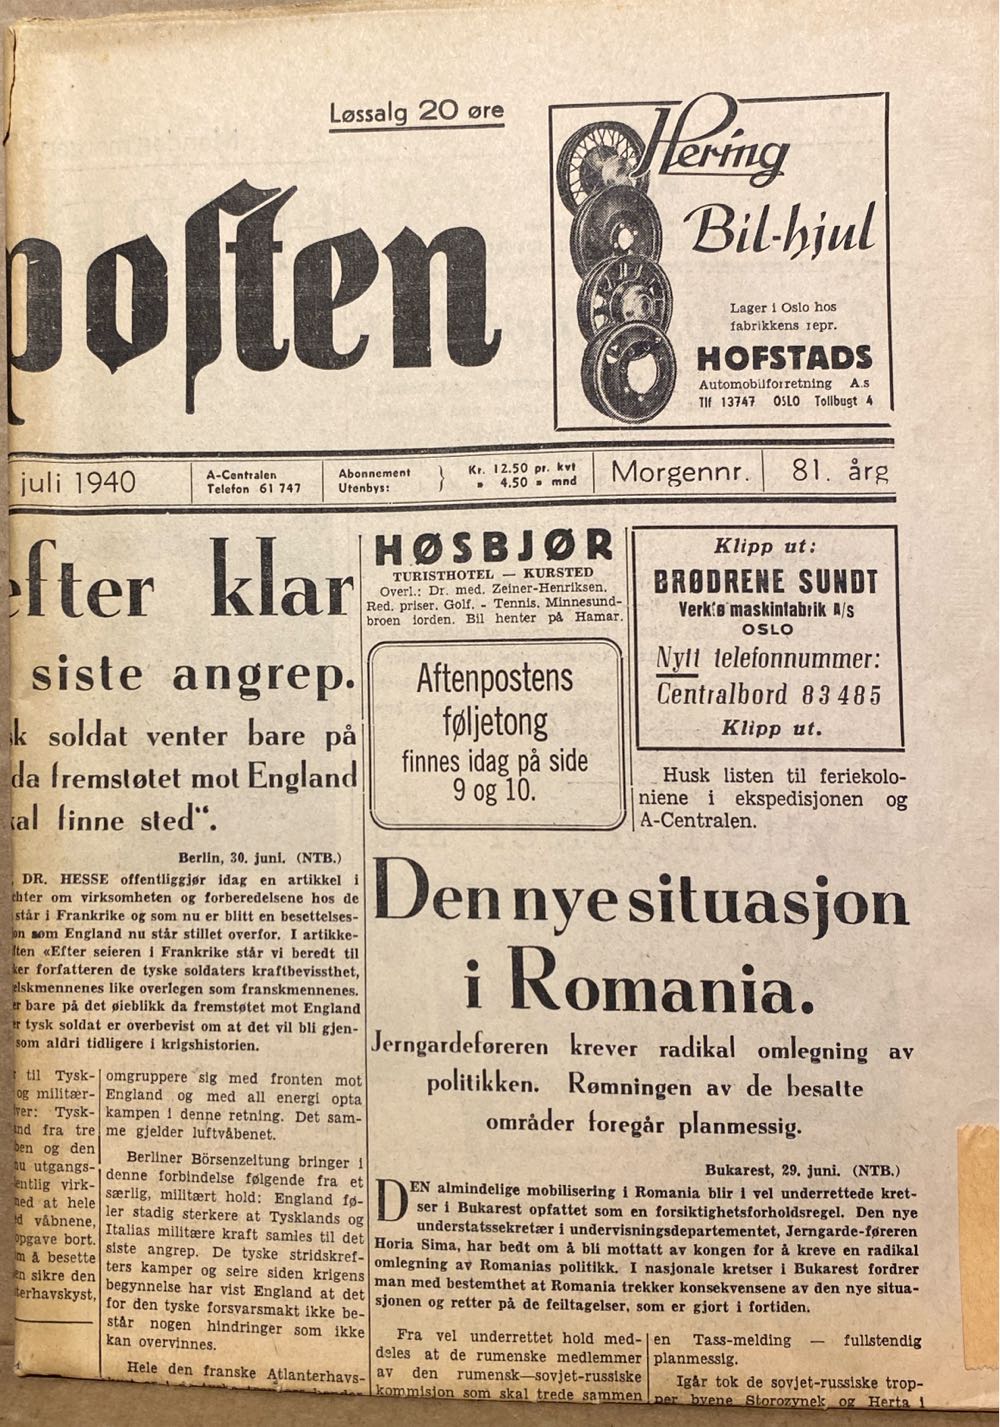 Løssalg 20 øre
posten
Hering
Bil-hjul
Lager i Oslo hos
fabrikkens repr.
HOFSTADS
Automobilforretning A.s
Tlf 13747 OSLO Tollbugt 4
juli 1940
A-Centralen
Telefon 61 747
Abonnement
Utenbys:
Kr. 12.50 pr. kvt
" 4.50 " mnd
Morgennr.
81. årg
efter klar
siste angrep.
soldat venter bare på
da fremstøtet mot England
finne sted“.
Berlin, 30. juni. (NTB.)
DR. HESSE offentliggjør idag en artikkel i
om virksomheten og forberedelsene hos de
står i Frankrike og som nu er blitt en besettelses-
som England nu står stillet overfor. I artikke-
«Efter seieren i Frankrike står vi beredt til
forfatteren de tyske soldaters kraftbevissthet,
elskmennenes like overlegen som franskmennenes.
bare på det øieblikk da fremstøtet mot England
tysk soldat er overbevist om at det vil bli gjen-
som aldri tidligere i krigshistorien.
til Tysk-
og militær-
Tysk-
fra tre
og den
utgangs-
virk-
at hele
våbnene,
bort.
å besette
sikre den
omgruppere sig med fronten mot
England og med all energi opta
kampen i denne retning. Det sam-
me gjelder luftvåbenet.
Berliner Börsenzeitung bringer i
denne forbindelse følgende fra et
særlig, militært hold: England fø-
ler stadig sterkere at Tysklands og
Italias militære kraft samles til det
siste angrep. De tyske stridskref-
ters kamper og seire siden krigens
begynnelse har vist England at det
for den tyske forsvarsmakt ikke be-
står nogen hindringer som ikke
kan overvinnes.
Hele den franske Atlanterhavs-
HØSBJØR
TURISTHOTEL — KURSTED
Overl.: Dr. med. Zeiner-Henriksen.
Red. priser. Golf. - Tennis. Minnesund-
broen iorden. Bil henter på Hamar.
Aftenpostens
føljetong
finnes idag på side
9 og 10.
Klipp ut:
BRØDRENE SUNDT
Verktømaskinfabrik A/S
OSLO
Nytt telefonnummer:
Centralbord 83485
Klipp ut.
Husk listen til feriekolo-
niene i ekspedisjonen og
A-Centralen.
Den nye situasjon
i Romania.
Jerngardeføreren krever radikal omlegning av
politikken. Rømningen av de besatte
områder foregår planmessig.
Bukarest, 29. juni. (NTB.)
DEN almindelige mobilisering i Romania blir i vel underrettede kret-
ser i Bukarest opfattet som en forsiktighetsforholdsregel. Den nye
understatssekretær i undervisningsdepartementet, Jerngarde-føreren
Horia Sima, har bedt om å bli mottatt av kongen for å kreve en radikal
omlegning av Romanias politikk. I nasjonale kretser i Bukarest fordrer
man med bestemthet at Romania trekker konsekvensene av den nye situa-
sjonen og retter på de feiltagelser, som er gjort i fortiden.
Fra vel underrettet hold med-
deles at de rumenske medlemmer
av den rumensk—sovjet-russiske
kommisjon som skal trede sammen
en Tass-melding — fullstendig
planmessig.
Igår tok de sovjet-russiske trop-
per byene Storozynek og Herta i